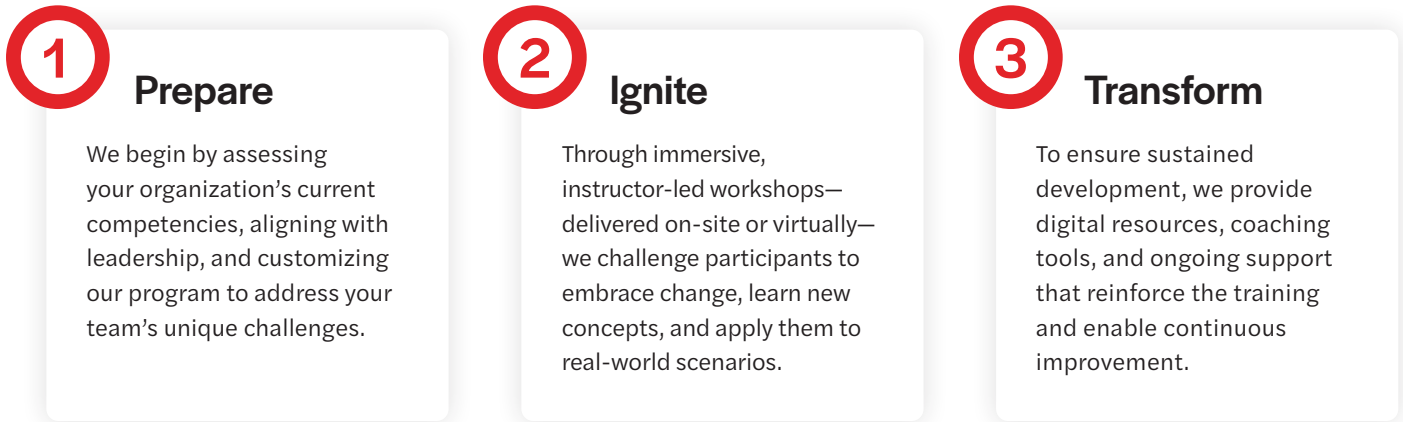 1
Prepare
We begin by assessing
your organization’s current
competencies, aligning with
leadership, and customizing
our program to address your
team’s unique challenges.
2
Ignite
Through immersive,
instructor-led workshops—
delivered on-site or virtually—
we challenge participants to
embrace change, learn new
concepts, and apply them to
real-world scenarios.
3
Transform
To ensure sustained
development, we provide
digital resources, coaching
tools, and ongoing support
that reinforce the training
and enable continuous
improvement.